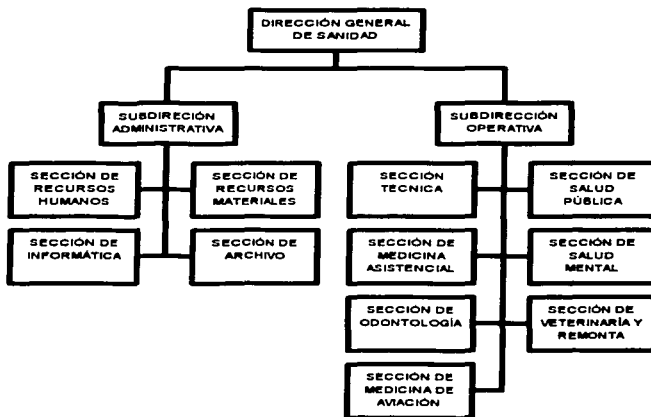 DIRECCIÓN GENERAL
DE SANIDAD
SUBDIRECIÓN
ADMINISTRATIVA
SUBDIRECCIÓN
OPERATIVA
SECCIÓN DE
RECURSOS
HUMANOS
SECCIÓN DE
RECURSOS
MATERIALES
SECCIÓN
TÉCNICA
SECCIÓN DE
SALUD
PÚBLICA
SECCIÓN DE
INFORMÁTICA
SECCIÓN DE
ARCHIVO
SECCIÓN DE
MEDICINA
ASISTENCIAL
SECCIÓN DE
SALUD
MENTAL
SECCIÓN DE
ODONTOLOGÍA
SECCIÓN DE
VETERINARÍA Y
REMONTA
SECCIÓN DE
MEDICINA DE
AVIACIÓN